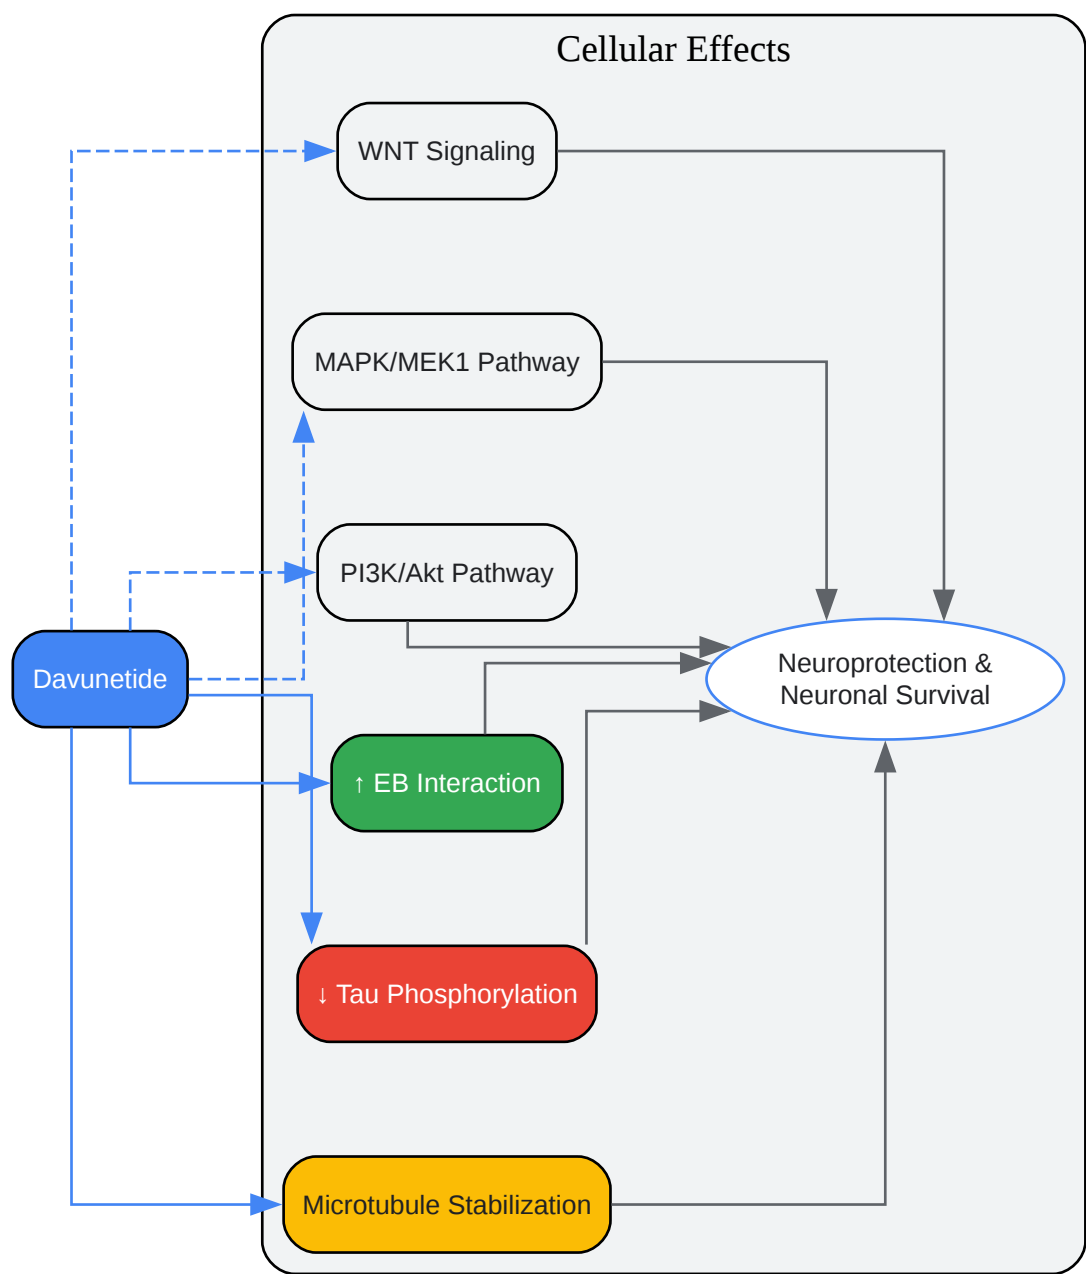 Cellular Effects
WNT Signaling
MAPK/MEK1 Pathway
PI3K/Akt Pathway
Davunetide
Neuroprotection &
Neuronal Survival
↑ EB Interaction
↓ Tau Phosphorylation
Microtubule Stabilization